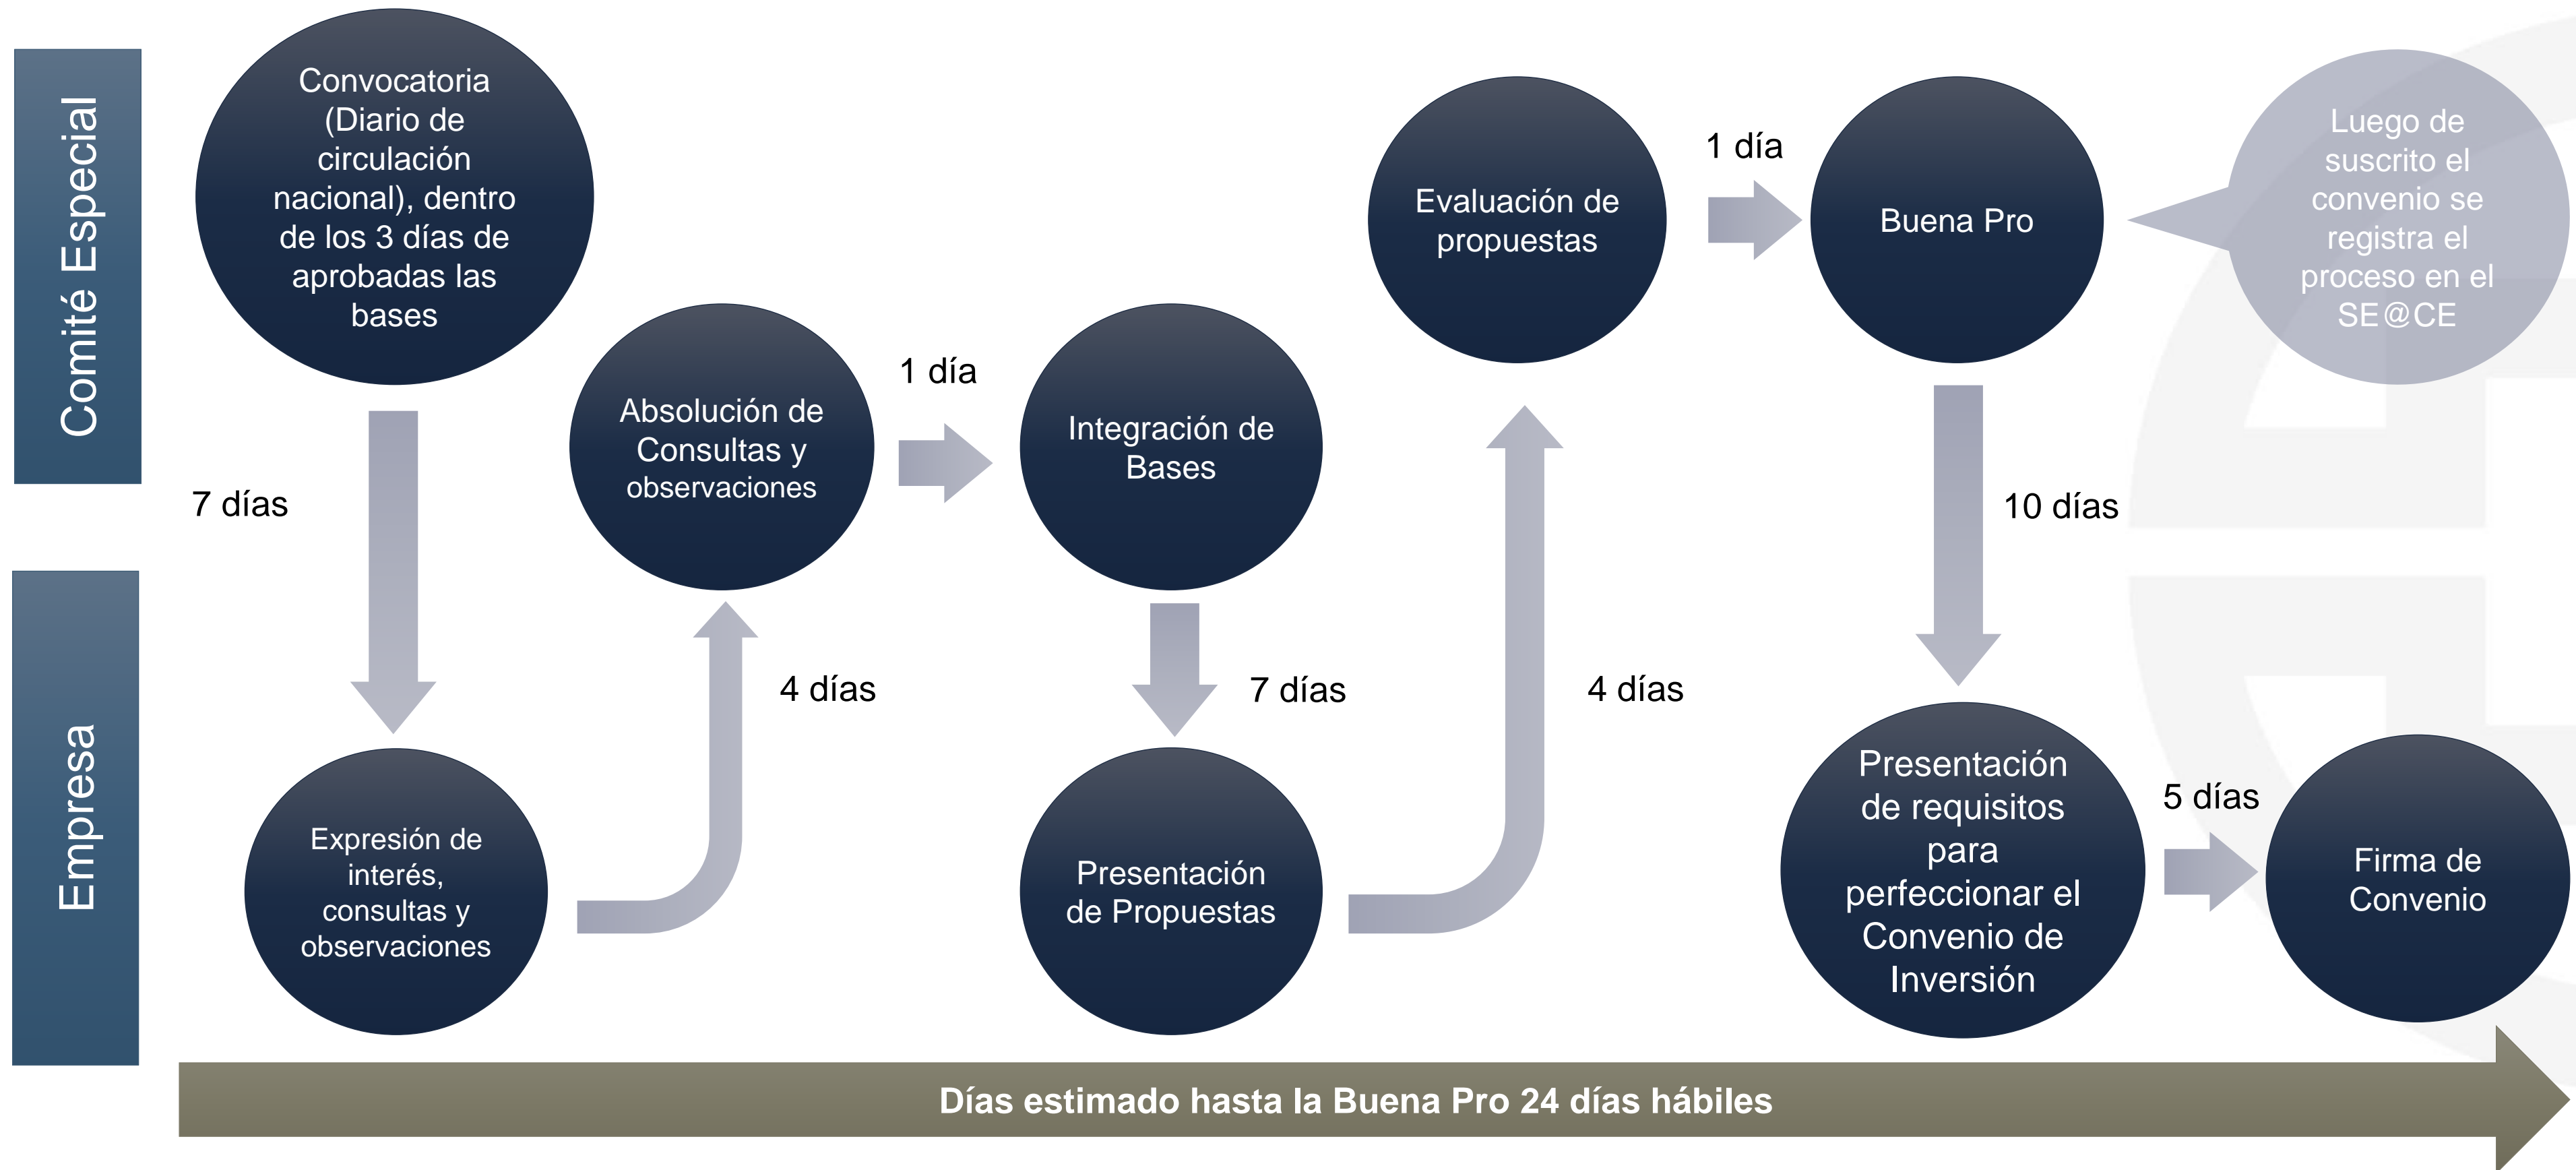 Comité Especial
Convocatoria
(Diario de
circulación
nacional), dentro
de los 3 días de
aprobadas las
bases
7 días
Empresa
Expresión de
interés,
consultas y
observaciones
4 días
Absolución de
Consultas y
observaciones
1 día
Integración de
Bases
7 días
Presentación
de Propuestas
4 días
Evaluación de
propuestas
1 día
Buena Pro
Luego de
suscrito el
convenio se
registra el
proceso en el
SE@CE
10 días
Presentación
de requisitos
para
perfeccionar el
Convenio de
Inversión
5 días
Firma de
Convenio
Días estimado hasta la Buena Pro 24 días hábiles